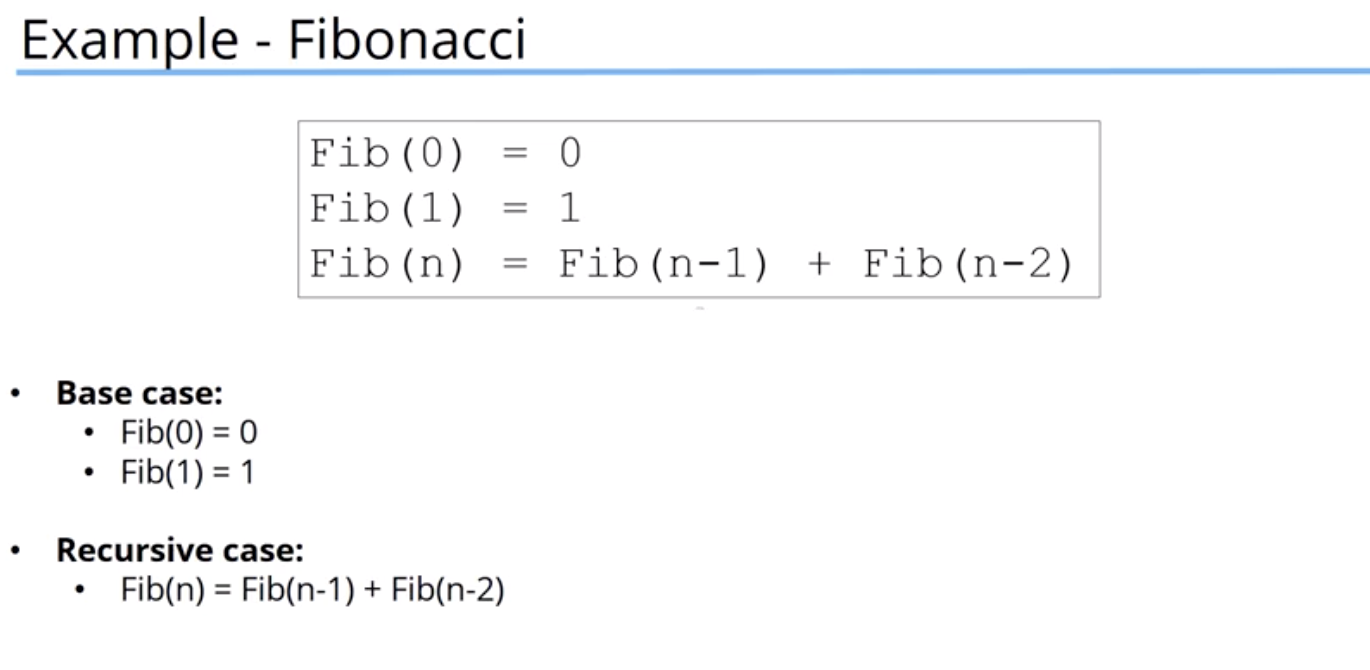 Example - Fibonacci
Fib(0) = 0
Fib(1) = 1
Fib(n) = Fib(n-1) + Fib(n-2)
• Base case:
• Fib(0) = 0
• Fib(1) = 1
• Recursive case:
• Fib(n) = Fib(n-1) + Fib(n-2)